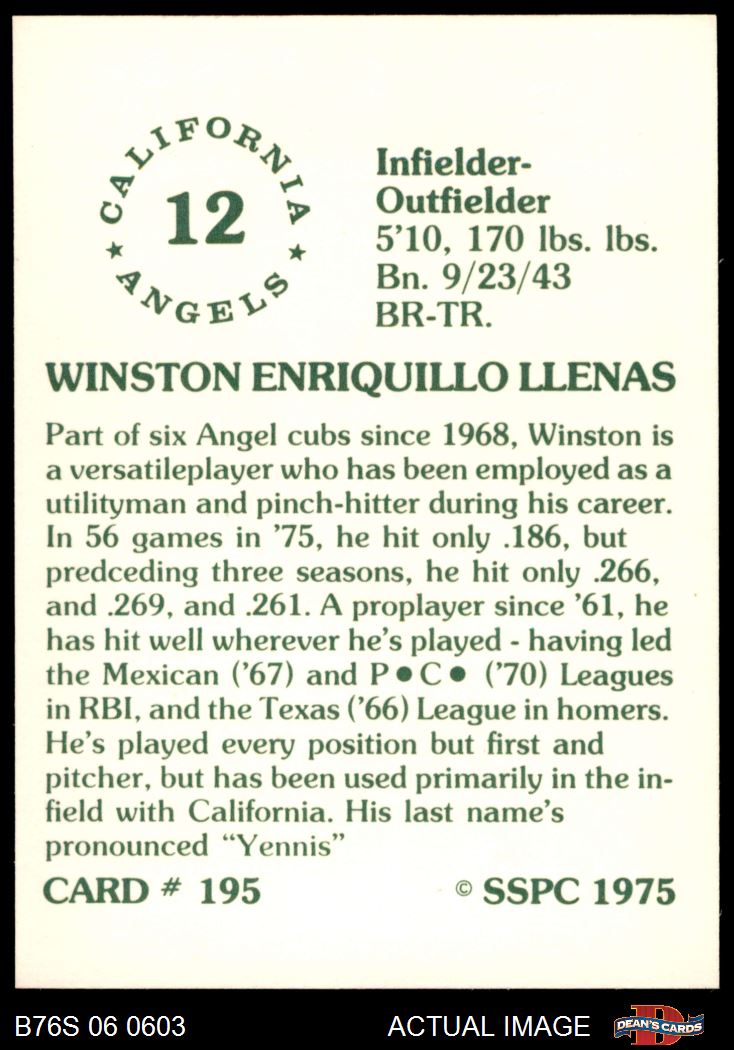 CALIFORNIA
12
ANGELS
Infielder-
Outfielder
5'10, 170 lbs. lbs.
Bn. 9/23/43
BR-TR.
WINSTON ENRIQUILLO LLENAS
Part of six Angel cubs since 1968, Winston is
a versatileplayer who has been employed as a
utilityman and pinch-hitter during his career.
In 56 games in '75, he hit only .186, but
predceding three seasons, he hit only .266,
and .269, and .261. A proplayer since '61, he
has hit well wherever he's played - having led
the Mexican ('67) and P●C● ('70) Leagues
in RBI, and the Texas ('66) League in homers.
He's played every position but first and
pitcher, but has been used primarily in the in-
field with California. His last name's
pronounced “Yennis”
CARD # 195 © SSPC 1975
B76S 06 0603 ACTUAL IMAGE DEAN'S CARDS